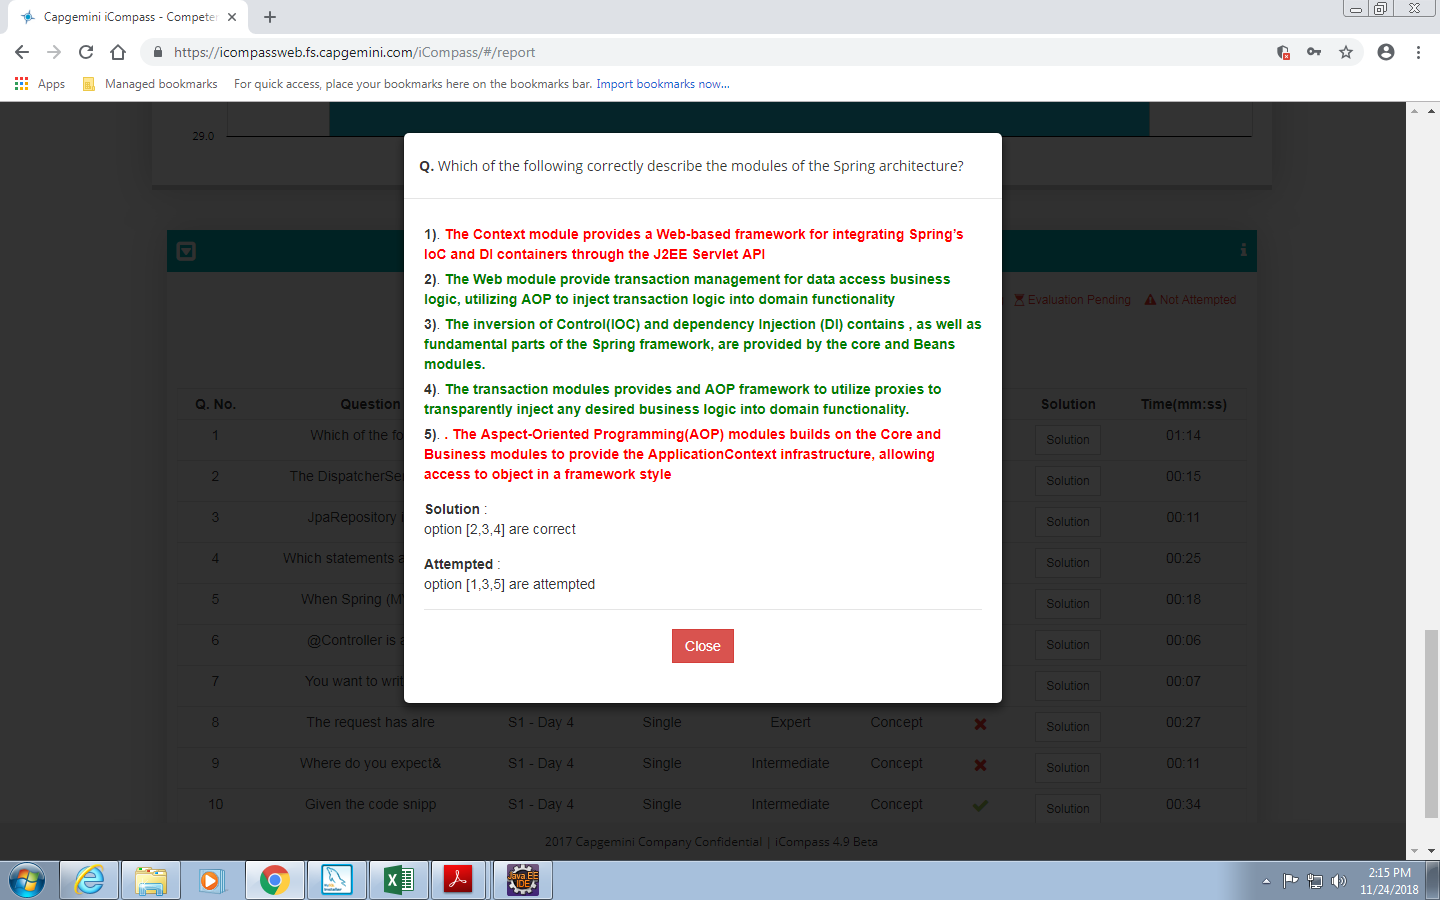 Capgemini iCompass - Competer
https://icompassweb.fs.capgemini.com/iCompass/#/report
Apps Managed bookmarks For quick access, place your bookmarks here on the bookmarks bar. Import bookmarks now...
29.0
Q. Which of the following correctly describe the modules of the Spring architecture?
1). The Context module provides a Web-based framework for integrating Spring's
IoC and DI containers through the J2EE Servlet API
2). The Web module provide transaction management for data access business
logic, utilizing AOP to inject transaction logic into domain functionality
3). The inversion of Control(IOC) and dependency Injection (DI) contains , as well as
fundamental parts of the Spring framework, are provided by the core and Beans
modules.
4). The transaction modules provides and AOP framework to utilize proxies to
transparently inject any desired business logic into domain functionality.
5). . The Aspect-Oriented Programming(AOP) modules builds on the Core and
Business modules to provide the ApplicationContext infrastructure, allowing
access to object in a framework style
Solution :
option [2,3,4] are correct
Attempted :
option [1,3,5] are attempted
Close
Evaluation Pending Not Attempted
Q. No. Question Solution Time(mm:ss)
1 Which of the fo Solution 01:14
2 The DispatcherSe Solution 00:15
3 JpaRepository Solution 00:11
4 Which statements a Solution 00:25
5 When Spring (M Solution 00:18
6 @Controller is a Solution 00:06
7 You want to writ Solution 00:07
8 The request has alre S1 - Day 4 Single Expert Concept Solution 00:27
9 Where do you expect& S1 - Day 4 Single Intermediate Concept Solution 00:11
10 Given the code snipp S1 - Day 4 Single Intermediate Concept Solution 00:34
2017 Capgemini Company Confidential | iCompass 4.9 Beta
Java EE
IDE
2:15 PM
11/24/2018